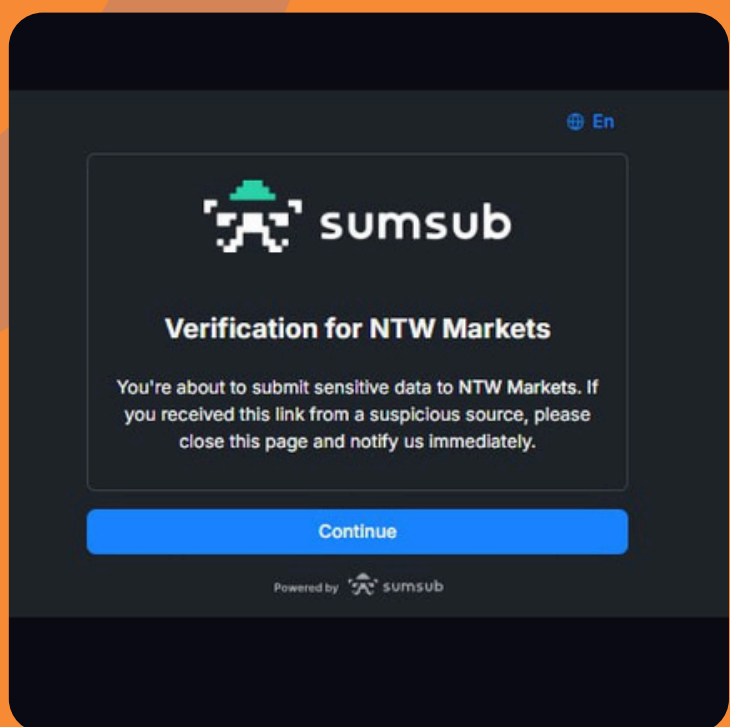 En
sumsub
Verification for NTW Markets
You're about to submit sensitive data to NTW Markets. If
you received this link from a suspicious source, please
close this page and notify us immediately.
Continue
Powered by sumsub